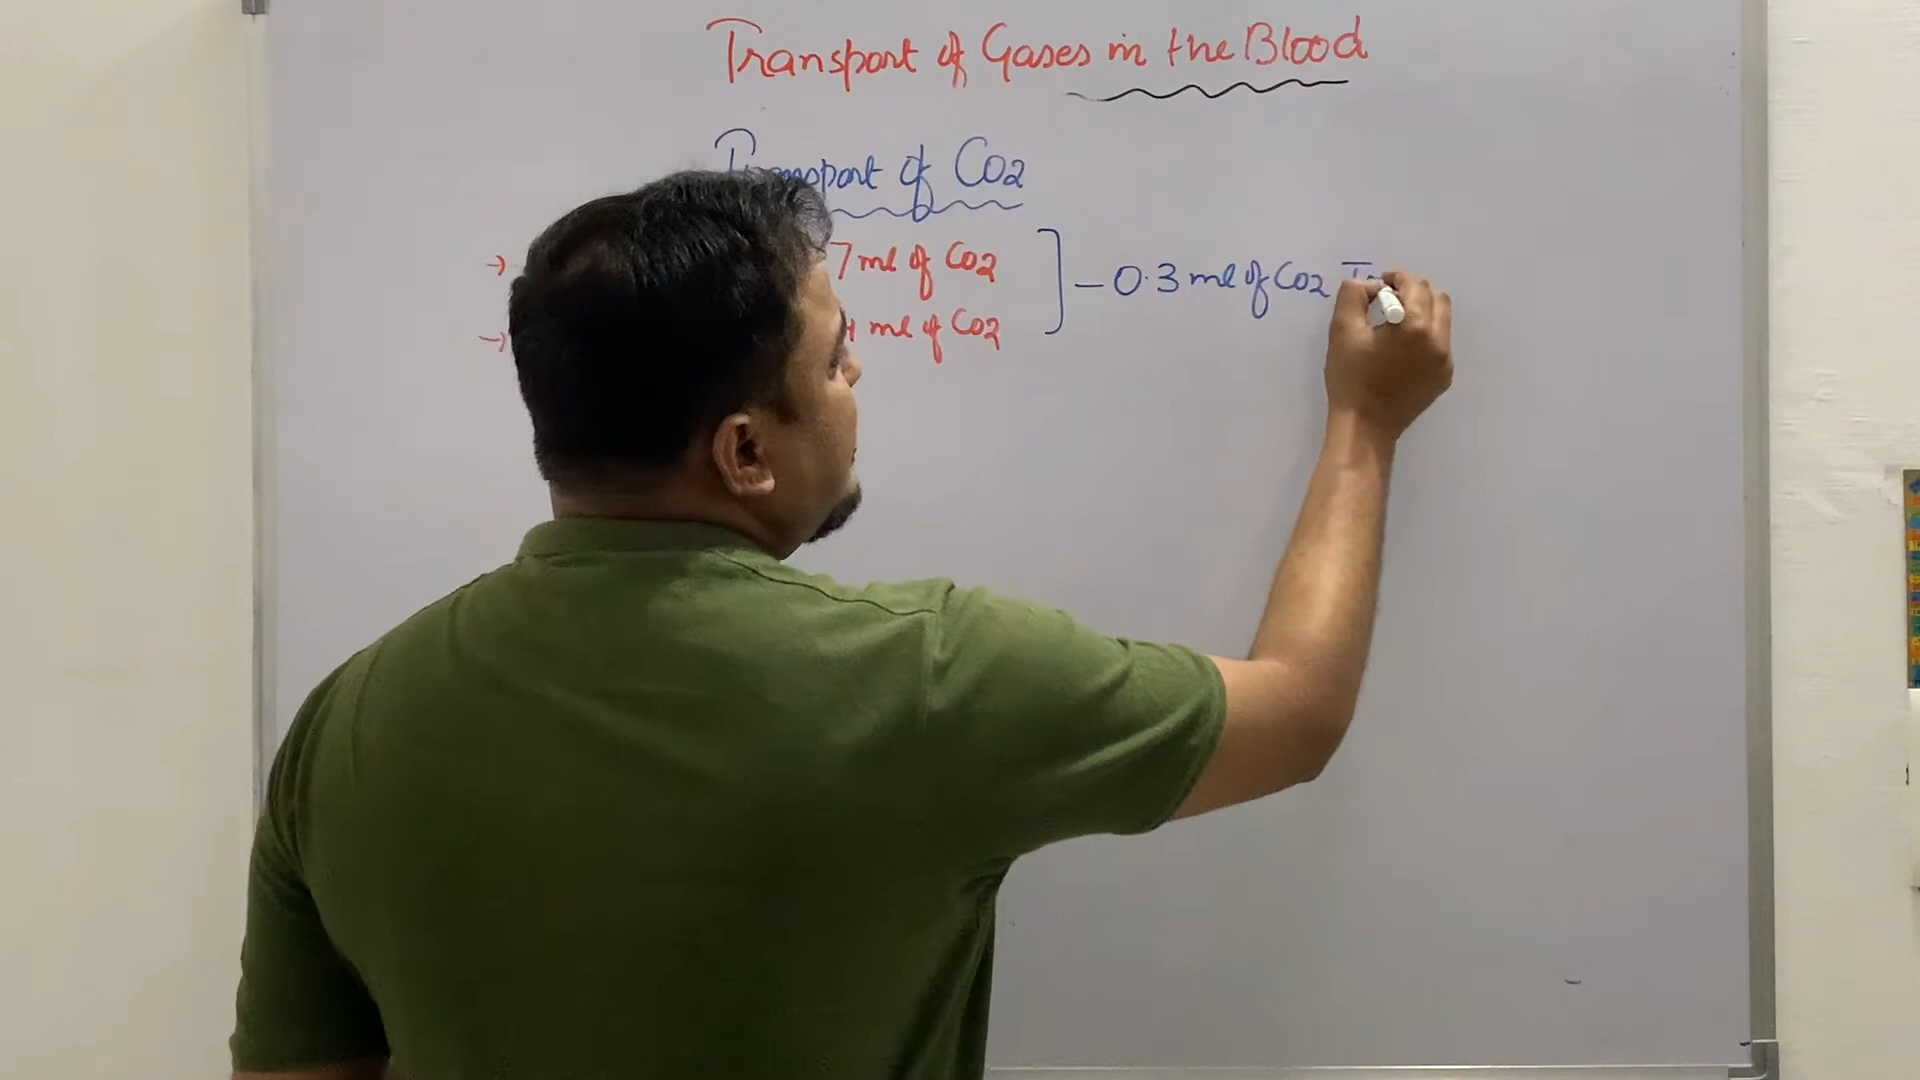 Transport of Gases in the Blood
Transport of Co2
→ 7 ml of Co2
→ ml of Co2
– 0.3 ml of Co2